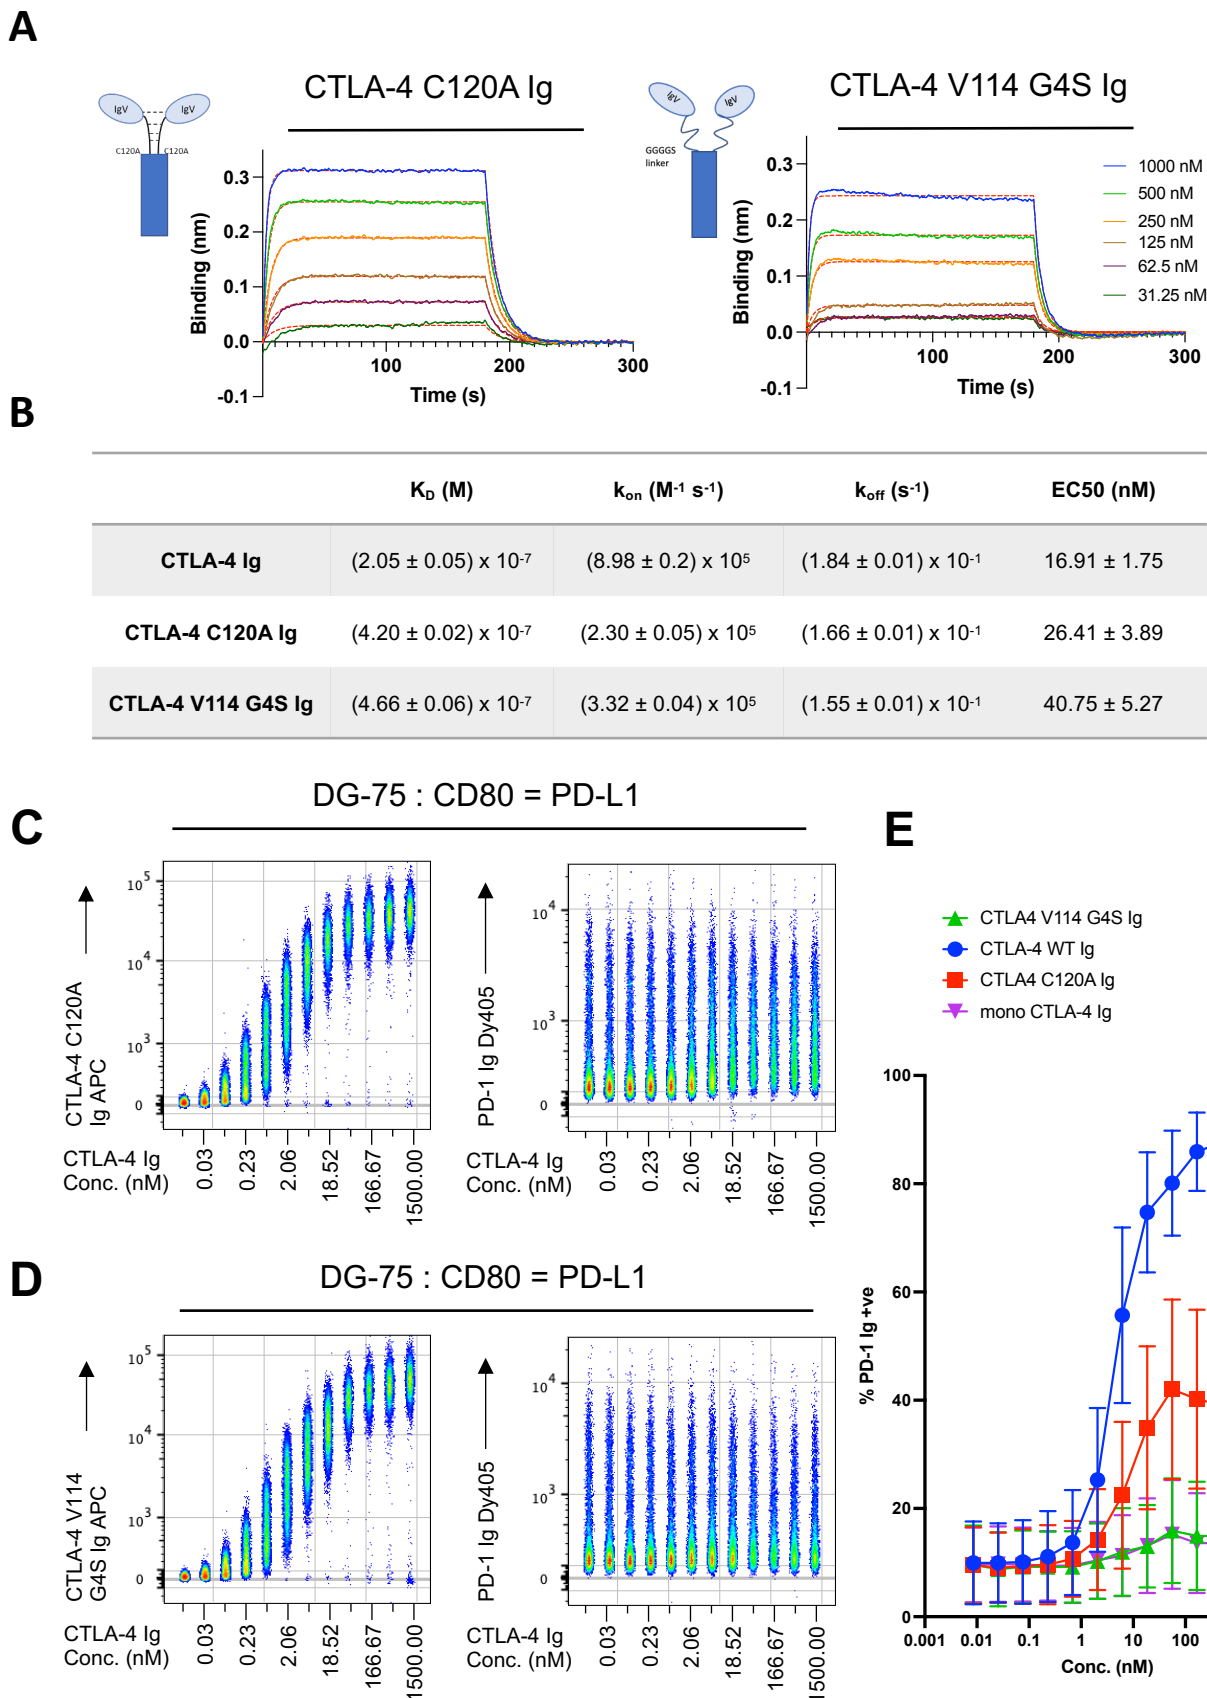 A
CTLA-4 C120A Ig
CTLA-4 V114 G4S Ig
IgV
IgV
C120A
C120A
IgV
IgV
GGGGS
linker
Binding (nm)
0.3
0.2
0.1
0.0
-0.1
100
200
300
Time (s)
Binding (nm)
0.3
0.2
0.1
0.0
-0.1
100
200
300
Time (s)
1000 nM
500 nM
250 nM
125 nM
62.5 nM
31.25 nM
B
K_D (M) k_on (M⁻¹ s⁻¹) k_off (s⁻¹) EC50 (nM)
CTLA-4 Ig (2.05 ± 0.05) x 10⁻⁷ (8.98 ± 0.2) x 10⁵ (1.84 ± 0.01) x 10⁻¹ 16.91 ± 1.75
CTLA-4 C120A Ig (4.20 ± 0.02) x 10⁻⁷ (2.30 ± 0.05) x 10⁵ (1.66 ± 0.01) x 10⁻¹ 26.41 ± 3.89
CTLA-4 V114 G4S Ig (4.66 ± 0.06) x 10⁻⁷ (3.32 ± 0.04) x 10⁵ (1.55 ± 0.01) x 10⁻¹ 40.75 ± 5.27
C
DG-75 : CD80 = PD-L1
CTLA-4 C120A
Ig APC
10⁵
10⁴
10³
0
CTLA-4 Ig
Conc. (nM)
0.03
0.23
2.06
18.52
166.67
1500.00
PD-1 Ig Dy405
10⁴
10³
0
CTLA-4 Ig
Conc. (nM)
0.03
0.23
2.06
18.52
166.67
1500.00
D
DG-75 : CD80 = PD-L1
CTLA-4 V114
G4S Ig APC
10⁵
10⁴
10³
0
CTLA-4 Ig
Conc. (nM)
0.03
0.23
2.06
18.52
166.67
1500.00
PD-1 Ig Dy405
10⁴
10³
0
CTLA-4 Ig
Conc. (nM)
0.03
0.23
2.06
18.52
166.67
1500.00
E
CTLA4 V114 G4S Ig
CTLA-4 WT Ig
CTLA4 C120A Ig
mono CTLA-4 Ig
% PD-1 Ig +ve
100
80
60
40
20
0
0.001
0.01
0.1
1
10
100
Conc. (nM)